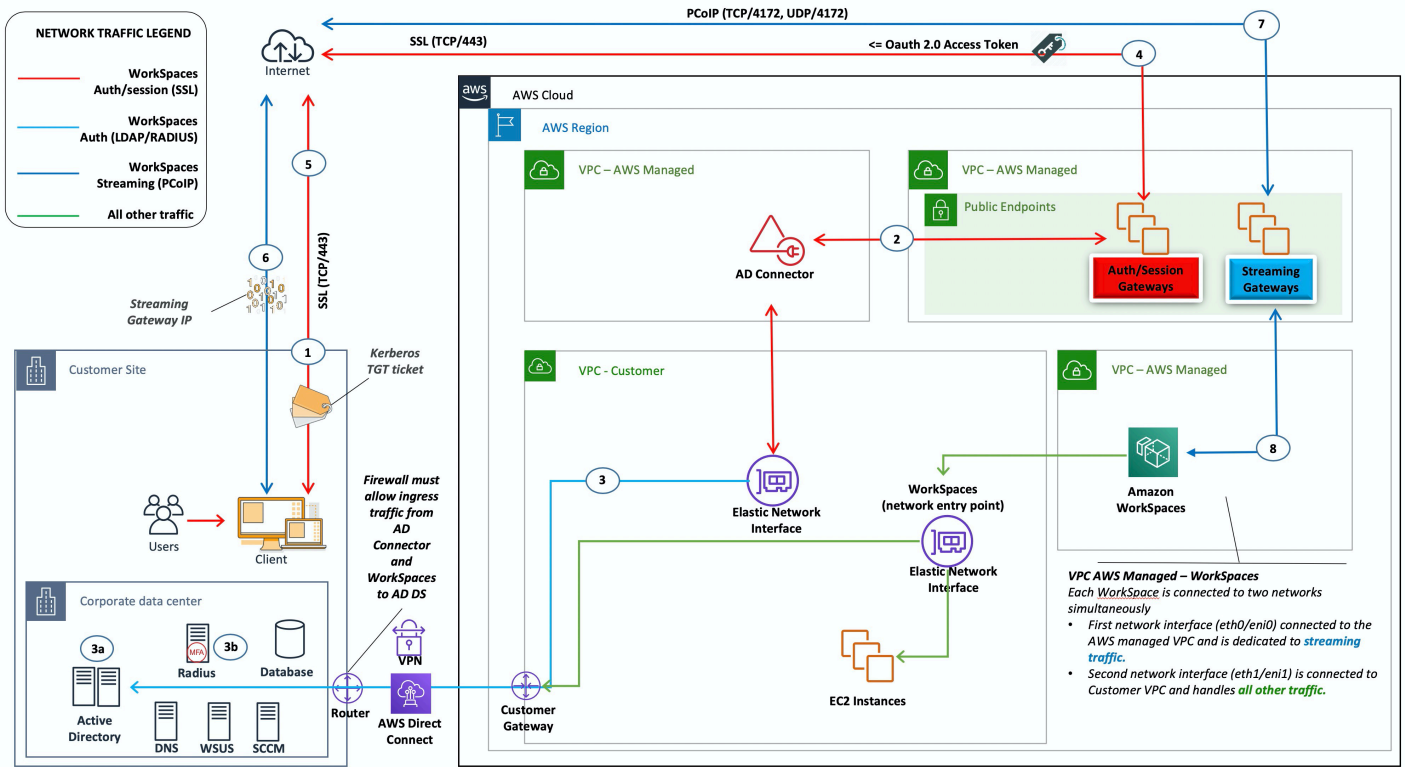 PCoIP (TCP/4172, UDP/4172)
7
NETWORK TRAFFIC LEGEND
WorkSpaces
Auth/session (SSL)
WorkSpaces
Auth (LDAP/RADIUS)
WorkSpaces
Streaming (PCoIP)
All other traffic
Internet
SSL (TCP/443)
<= Oauth 2.0 Access Token
4
aws
AWS Cloud
AWS Region
VPC – AWS Managed
VPC – AWS Managed
Public Endpoints
5
2
AD Connector
Auth/Session
Gateways
Streaming
Gateways
6
SSL (TCP/443)
Streaming
Gateway IP
1
Kerberos
TGT ticket
Customer Site
VPC - Customer
VPC – AWS Managed
8
Amazon
WorkSpaces
3
Elastic Network
Interface
WorkSpaces
(network entry point)
Elastic Network
Interface
EC2 Instances
Users
Client
Firewall must
allow ingress
traffic from
AD
Connector
and
WorkSpaces
to AD DS
Corporate data center
3a
MFA
3b
Radius
Database
Active
Directory
DNS
WSUS
SCCM
Router
VPN
AWS Direct
Connect
Customer
Gateway
VPC AWS Managed – WorkSpaces
Each WorkSpace is connected to two networks
simultaneously
• First network interface (eth0/eni0) connected to the
AWS managed VPC and is dedicated to streaming
traffic.
• Second network interface (eth1/eni1) is connected to
Customer VPC and handles all other traffic.